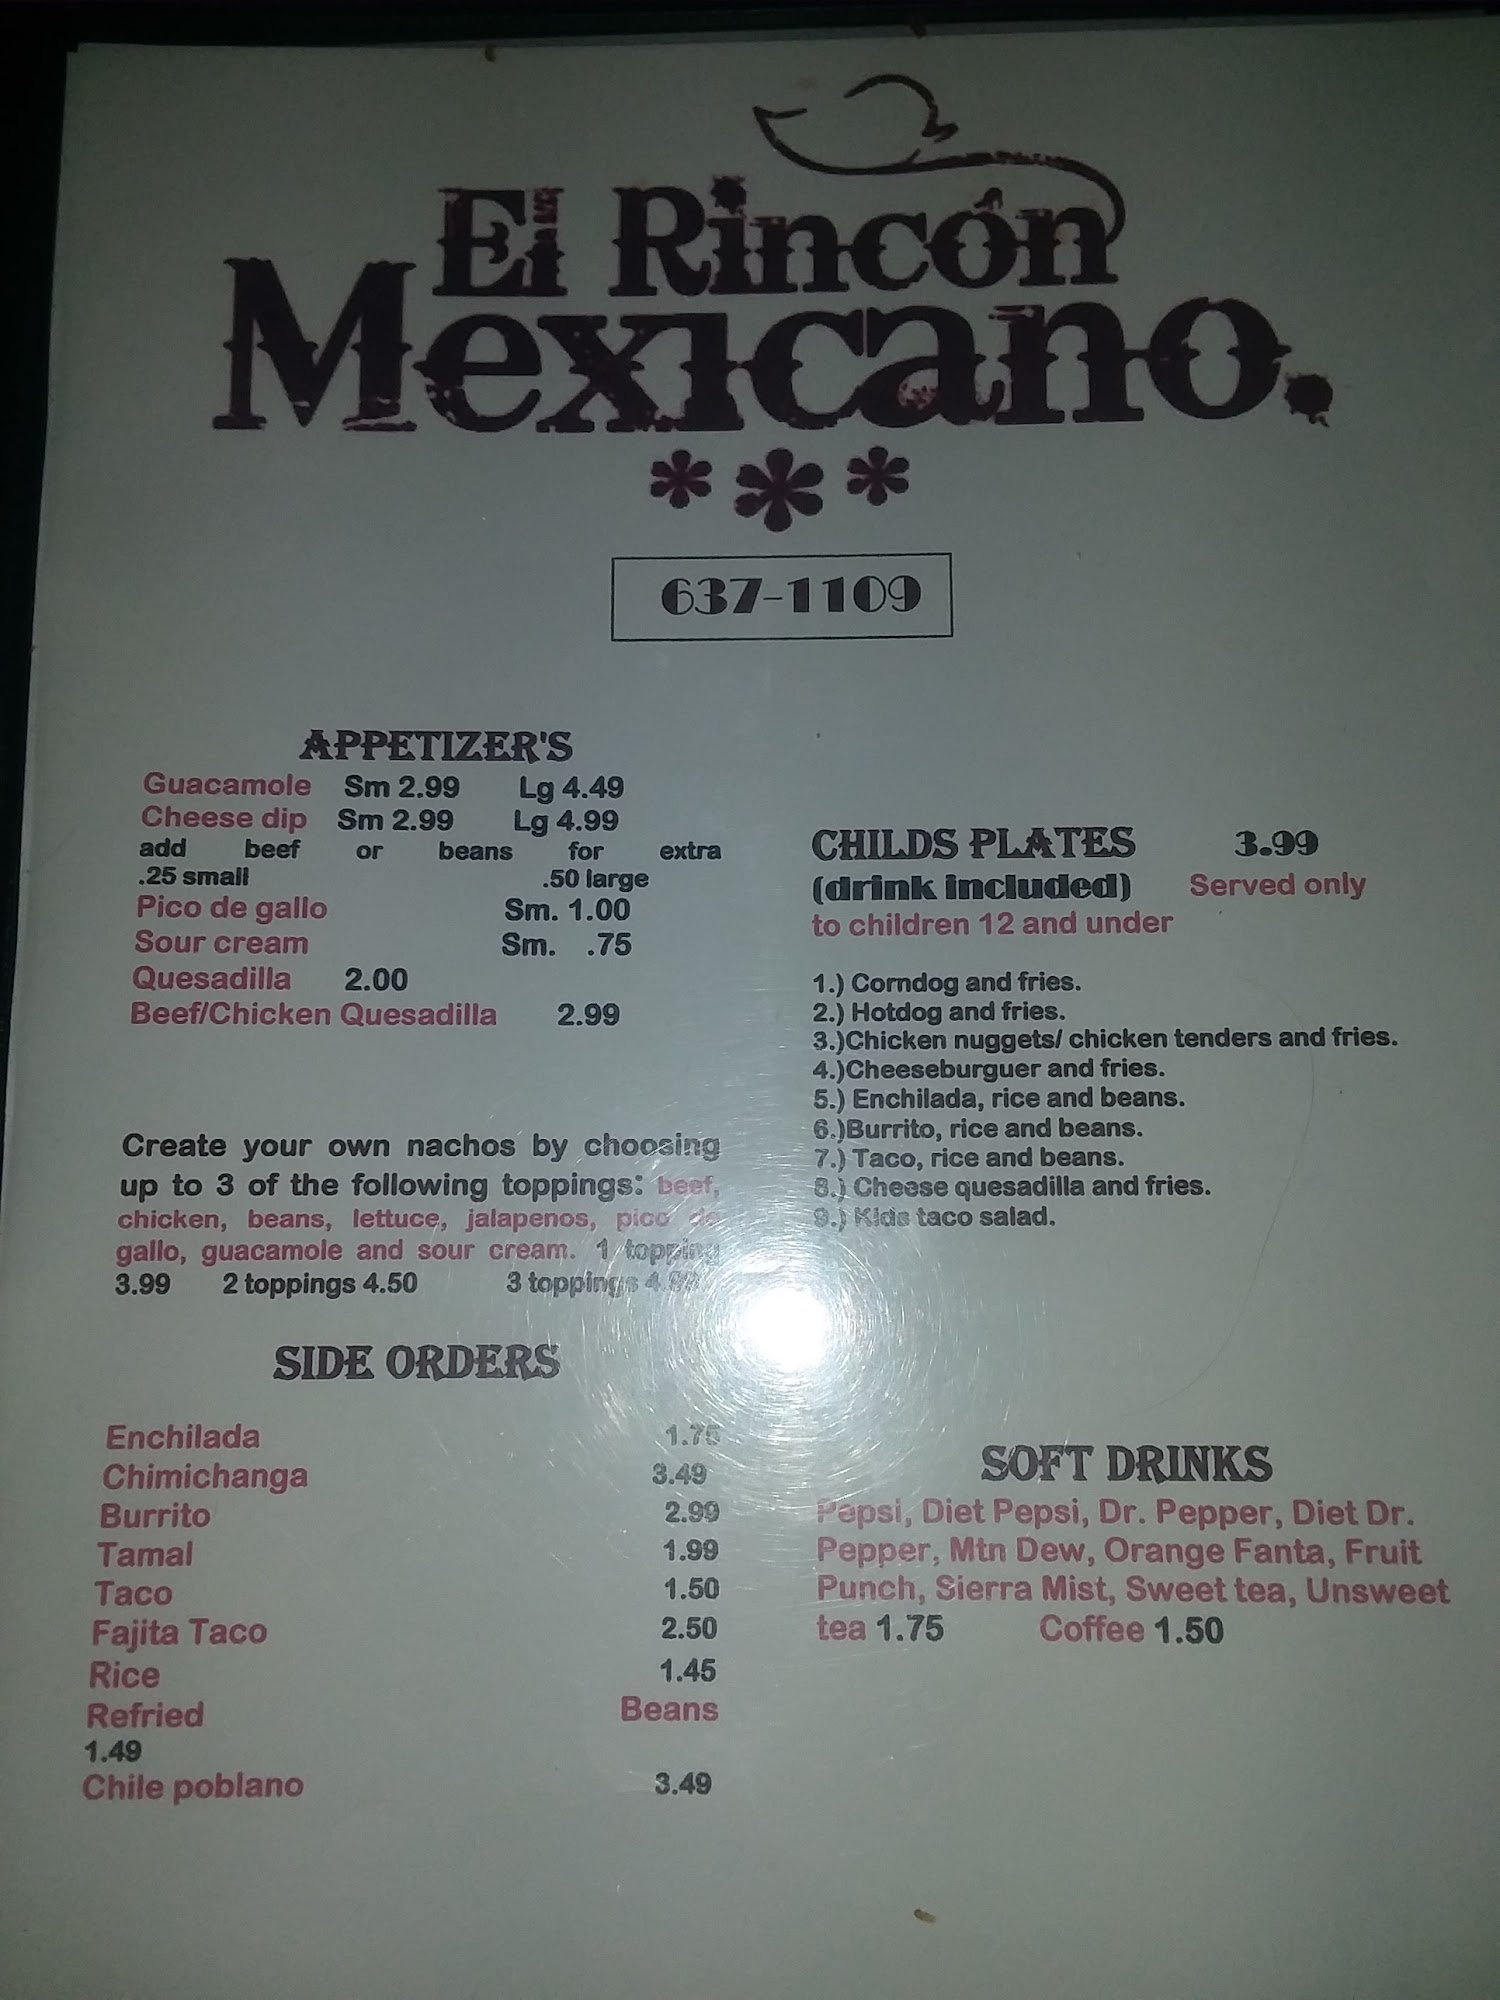 El Rincón
Mexicano.
***
637-1109
APPETIZER'S
Guacamole Sm 2.99 Lg 4.49
Cheese dip Sm 2.99 Lg 4.99
add beef or beans for extra
.25 small .50 large
Pico de gallo Sm. 1.00
Sour cream Sm. .75
Quesadilla 2.00
Beef/Chicken Quesadilla 2.99
Create your own nachos by choosing
up to 3 of the following toppings: beef,
chicken, beans, lettuce, jalapenos, pico de
gallo, guacamole and sour cream. 1 topping
3.99 2 toppings 4.50 3 toppings
SIDE ORDERS
Enchilada 1.75
Chimichanga 3.49
Burrito 2.99
Tamal 1.99
Taco 1.50
Fajita Taco 2.50
Rice 1.45
Refried Beans
1.49
Chile poblano 3.49
CHILDS PLATES 3.99
(drink included) Served only
to children 12 and under
1.) Corndog and fries.
2.) Hotdog and fries.
3.)Chicken nuggets/ chicken tenders and fries.
4.)Cheeseburguer and fries.
5.) Enchilada, rice and beans.
6.)Burrito, rice and beans.
7.) Taco, rice and beans.
8.) Cheese quesadilla and fries.
9.) Kids taco salad.
SOFT DRINKS
Pepsi, Diet Pepsi, Dr. Pepper, Diet Dr.
Pepper, Mtn Dew, Orange Fanta, Fruit
Punch, Sierra Mist, Sweet tea, Unsweet
tea 1.75 Coffee 1.50